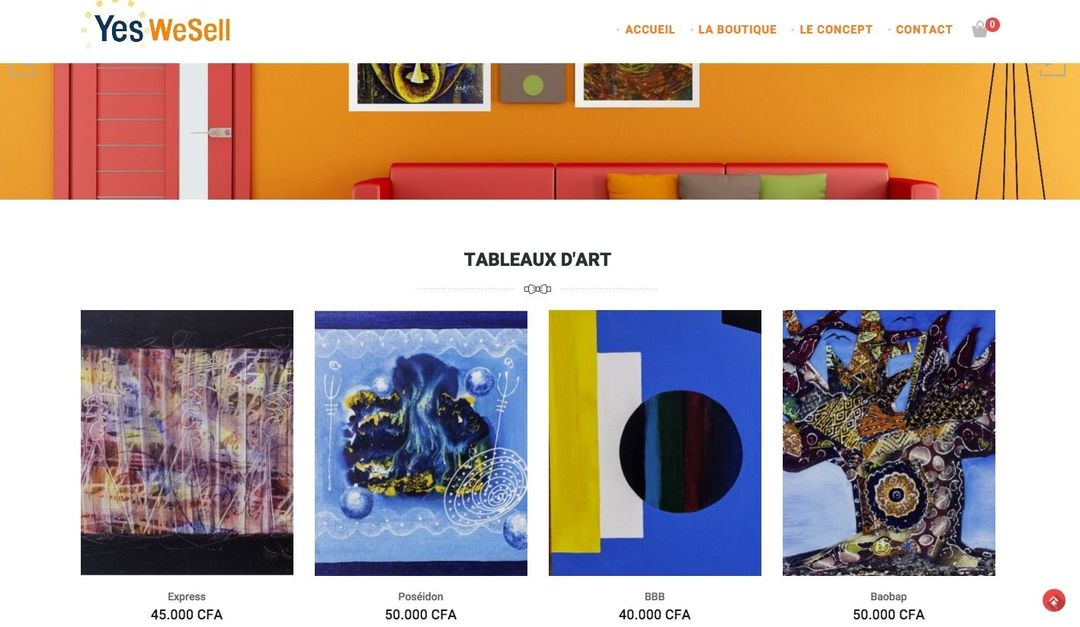 Yes WeSell
ACCUEIL LA BOUTIQUE LE CONCEPT CONTACT 0
TABLEAUX D'ART
Express Poséidon BBB Baobap
45.000 CFA 50.000 CFA 40.000 CFA 50.000 CFA